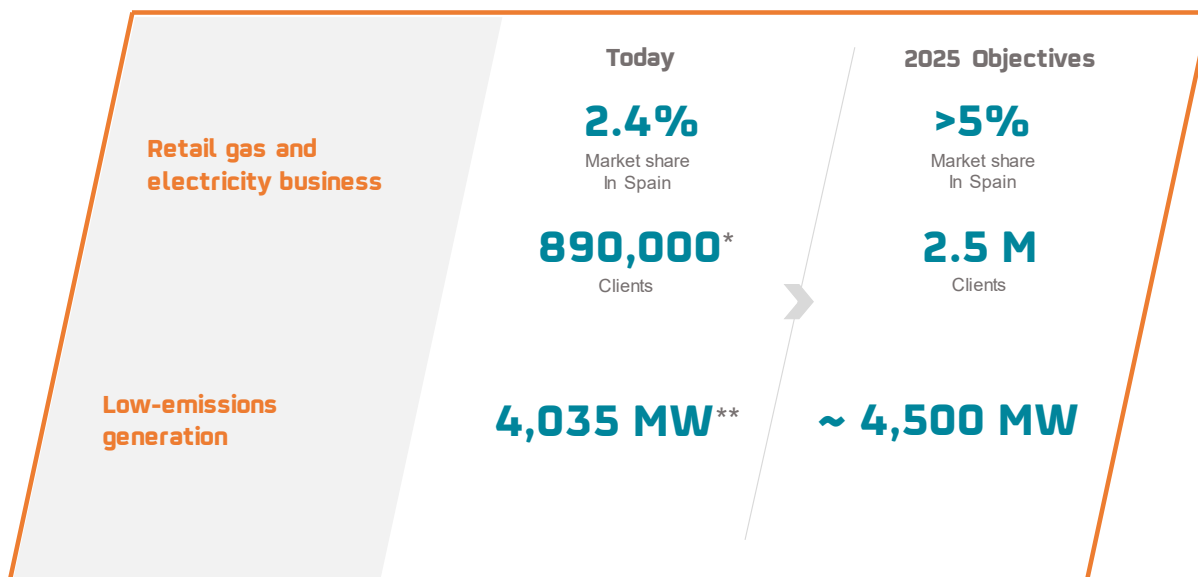 Today
2025 Objectives
Retail gas and
electricity business
2.4%
Market share
In Spain
>5%
Market share
In Spain
890,000*
Clients
2.5 M
Clients
Low-emissions
generation
4,035 MW**
~ 4,500 MW